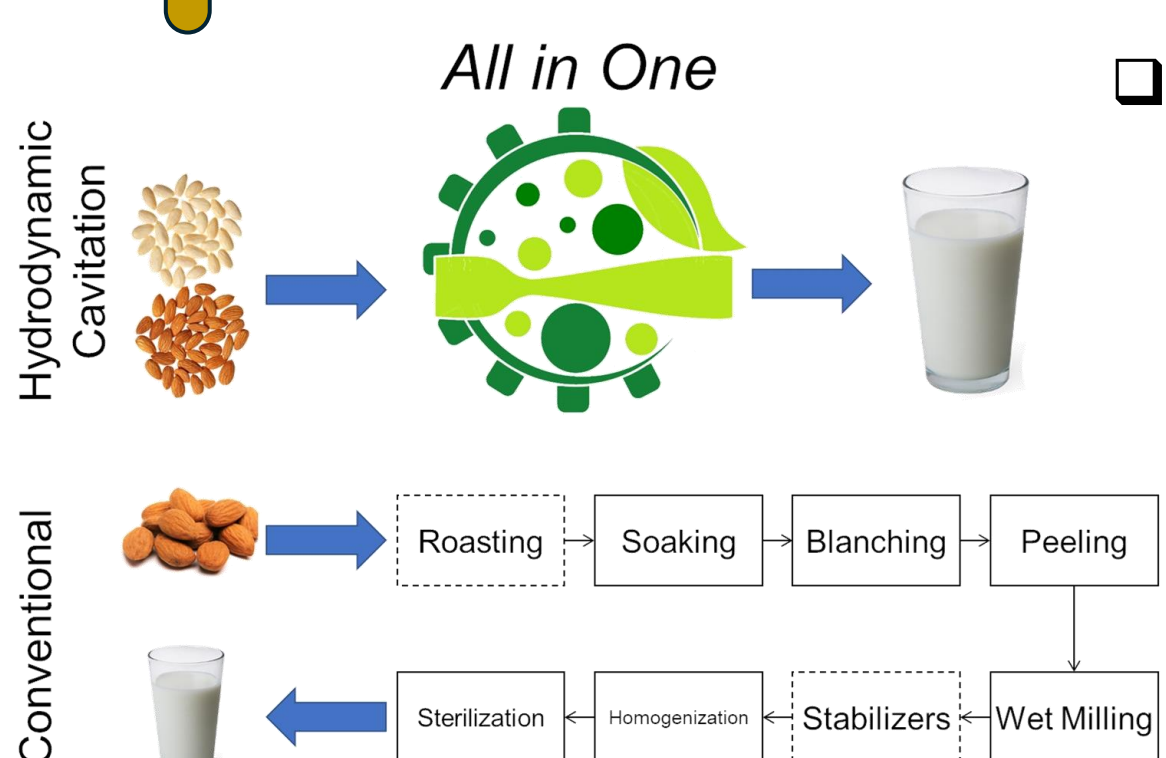 All in One
Hydrodynamic
Cavitation
Conventional
Roasting
Soaking
Blanching
Peeling
Sterilization
Homogenization
Stabilizers
Wet Milling